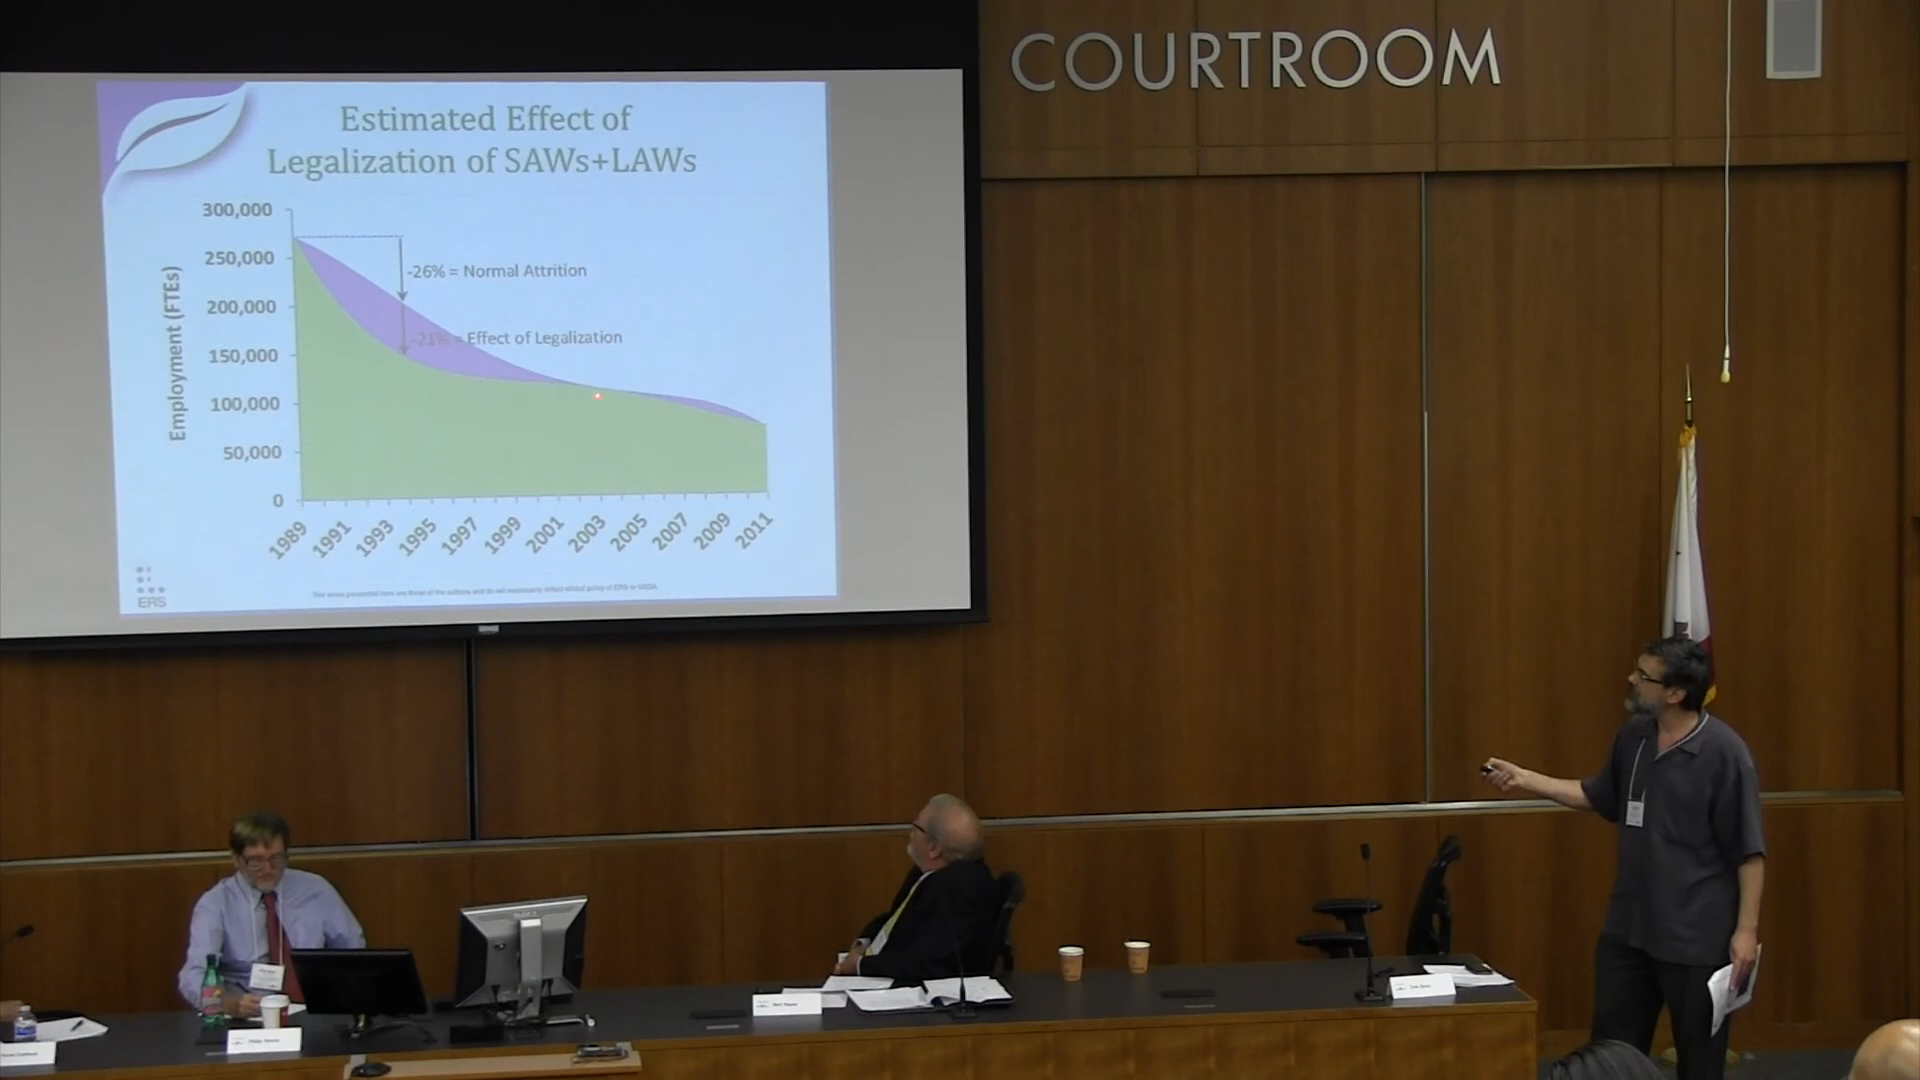 COURTROOM
Estimated Effect of
Legalization of SAWs+LAWs
Employment (FTEs)
300,000
250,000
200,000
150,000
100,000
50,000
0
-26% = Normal Attrition
-21% = Effect of Legalization
1989
1991
1993
1995
1997
1999
2001
2003
2005
2007
2009
2011
ERS